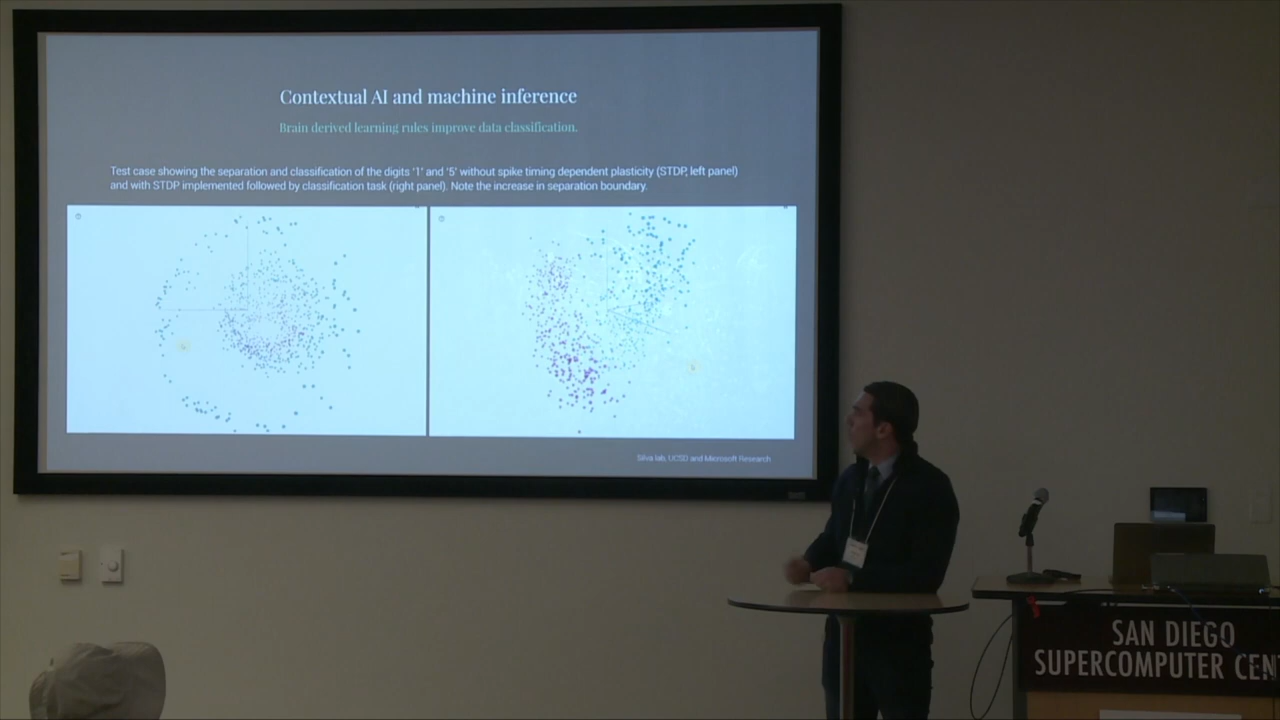 Contextual AI and machine inference
Brain derived learning rules improve data classification.
Test case showing the separation and classification of the digits '1' and '5' without spike timing dependent plasticity (STDP, left panel)
and with STDP implemented followed by classification task (right panel). Note the increase in separation boundary.
Silva lab, UCSD and Microsoft Research
SAN DIEGO
SUPERCOMPUTER CEN